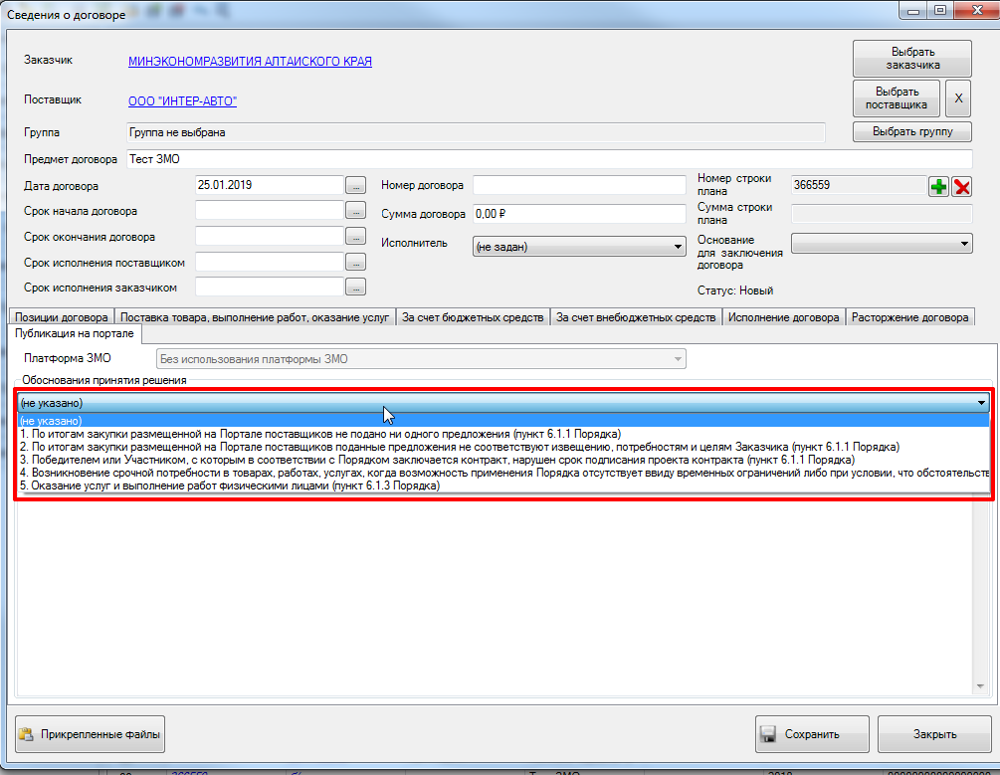 Сведения о договоре
Заказчик
МИНЭКОНОМРАЗВИТИЯ АЛТАЙСКОГО КРАЯ
Выбрать
заказчика
Поставщик
ООО "ИНТЕР-АВТО"
Выбрать
поставщика
X
Группа
Группа не выбрана
Выбрать группу
Предмет договора
Тест ЗМО
Дата договора
25.01.2019
...
Номер договора
Номер строки
плана
366559
Срок начала договора
...
Сумма договора
0,00 ₽
Сумма строки
плана
Срок окончания договора
...
Исполнитель
(не задан)
Основание
для заключения
договора
Срок исполнения поставщиком
...
Срок исполнения заказчиком
...
Статус: Новый
Позиции договора
Поставка товара, выполнение работ, оказание услуг
За счет бюджетных средств
За счет внебюджетных средств
Исполнение договора
Расторжение договора
Публикация на портале
Платформа ЗМО
Без использования платформы ЗМО
Обоснования принятия решения
(не указано)
(не указано)
1. По итогам закупки размещенной на Портале поставщиков не подано ни одного предложения (пункт 6.1.1 Порядка)
2. По итогам закупки размещенной на Портале поставщиков поданные предложения не соответствуют извещению, потребностям и целям Заказчика (пункт 6.1.1 Порядка)
3. Победителем или Участником, с которым в соответствии с Порядком заключается контракт, нарушен срок подписания проекта контракта (пункт 6.1.1 Порядка)
4. Возникновение срочной потребности в товарах, работах, услугах, когда возможность применения Порядка отсутствует ввиду временных ограничений либо при условии, что обстоятельств
5. Оказание услуг и выполнение работ физическими лицами (пункт 6.1.3 Порядка)
Прикрепленные файлы
Сохранить
Закрыть